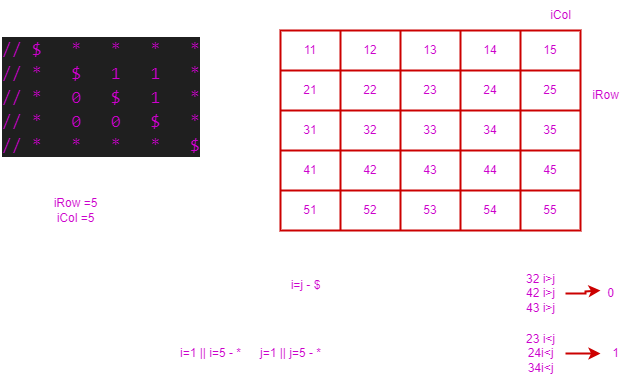 iCol
// $ * * * *
// * $ 1 1 *
// * 0 $ 1 *
// * 0 0 $ *
// * * * * $
11 12 13 14 15
21 22 23 24 25
31 32 33 34 35
41 42 43 44 45
51 52 53 54 55
iRow
iRow =5
iCol =5
i=j - $
32 i>j
42 i>j
43 i>j
0
i=1 || i=5 - * j=1 || j=5 - *
23 i<j
24i<j
34i<j
1